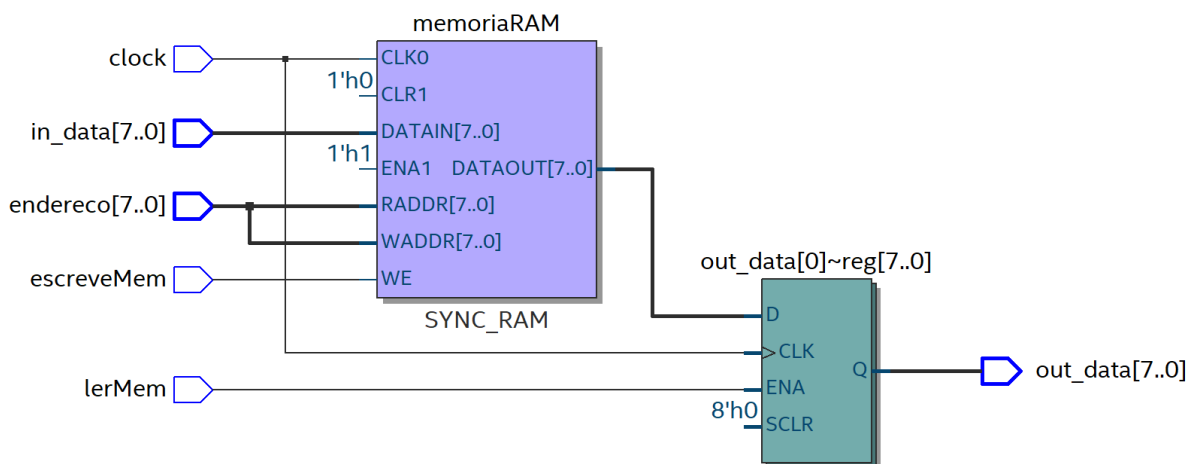 memoriaRAM
clock
CLK0
1'h0
CLR1
in_data[7..0]
DATAIN[7..0]
1'h1
ENA1 DATAOUT[7..0]
endereco[7..0]
RADDR[7..0]
WADDR[7..0]
escreveMem
WE
SYNC_RAM
out_data[0]~reg[7..0]
D
CLK
Q
out_data[7..0]
lerMem
ENA
8'h0
SCLR